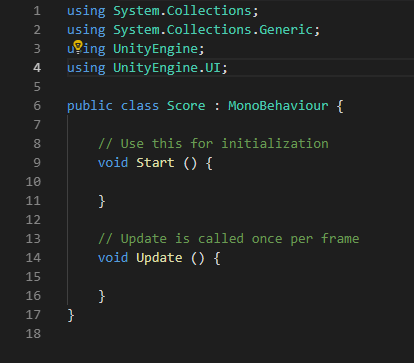 1 using System.Collections;
2 using System.Collections.Generic;
3 using UnityEngine;
4 using UnityEngine.UI;
5
6 public class Score : MonoBehaviour {
7
8 // Use this for initialization
9 void Start () {
10
11 }
12
13 // Update is called once per frame
14 void Update () {
15
16 }
17 }
18